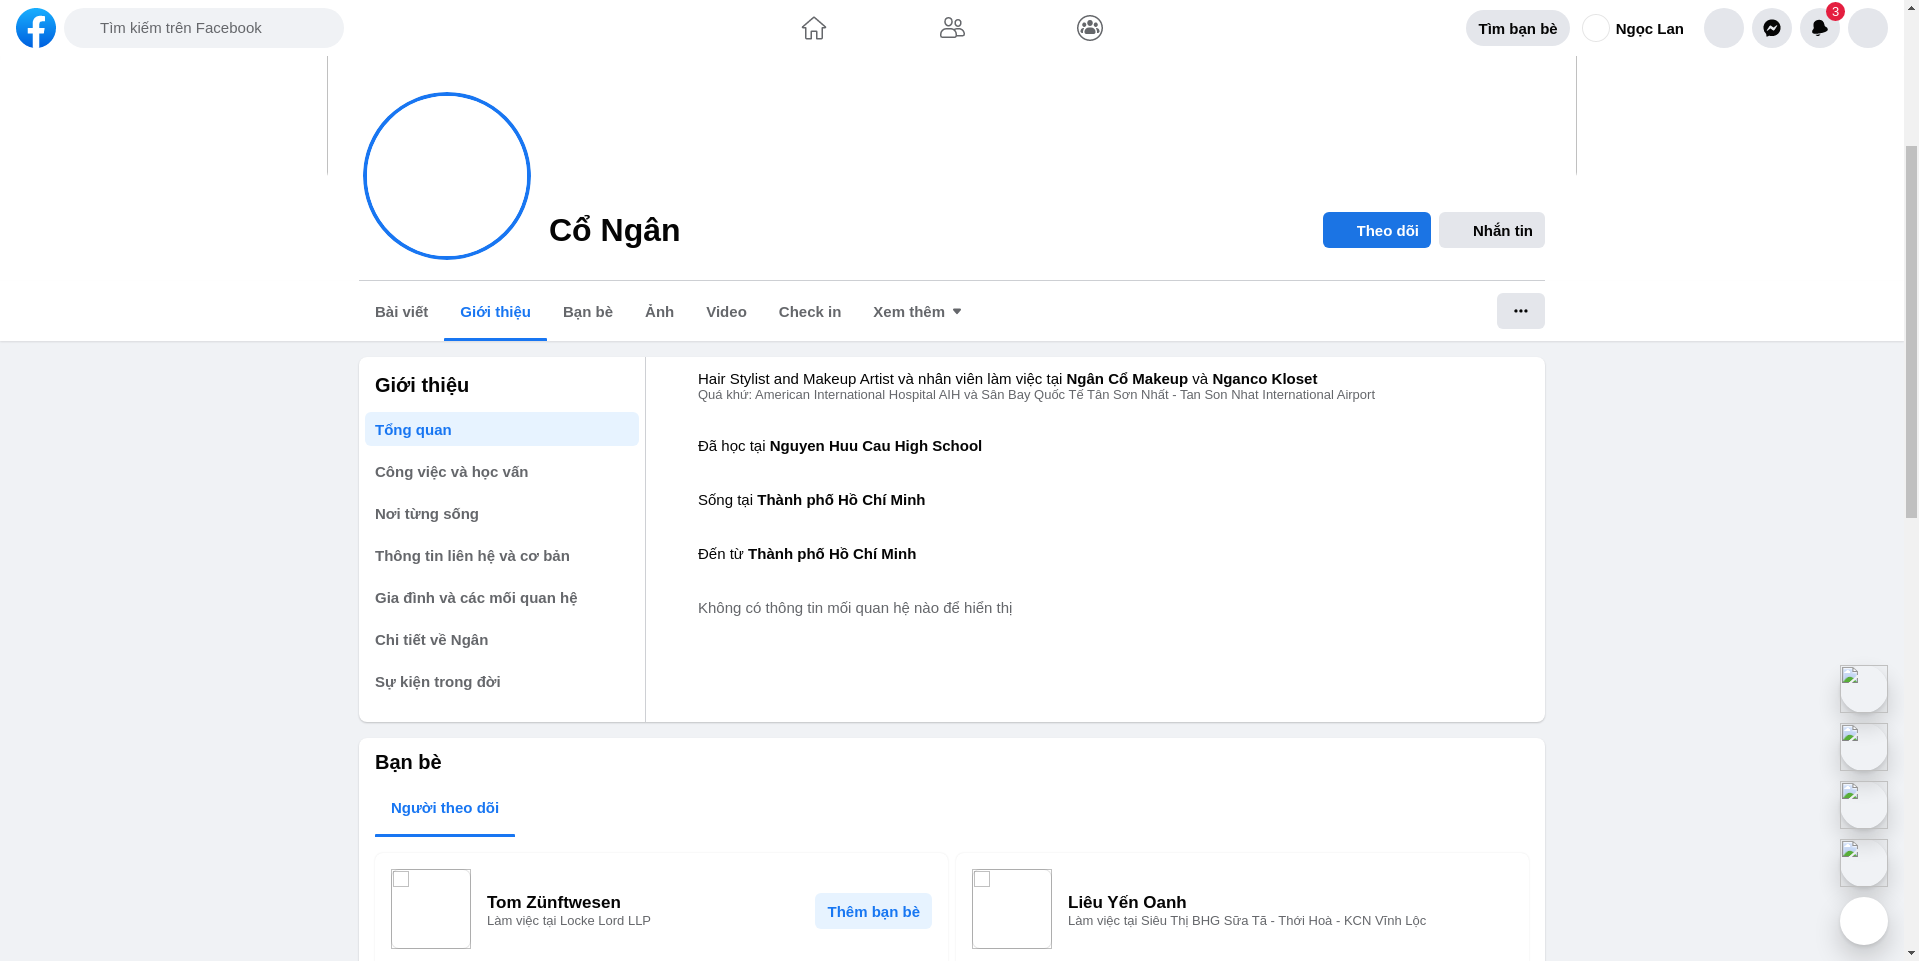 Tìm kiếm trên Facebook
Tìm bạn bè
Ngọc Lan
3
Cổ Ngân
Theo dõi
Nhắn tin
Bài viết
Giới thiệu
Bạn bè
Ảnh
Video
Check in
Xem thêm
Giới thiệu
Tổng quan
Công việc và học vấn
Nơi từng sống
Thông tin liên hệ và cơ bản
Gia đình và các mối quan hệ
Chi tiết về Ngân
Sự kiện trong đời
Hair Stylist and Makeup Artist và nhân viên làm việc tại Ngân Cổ Makeup và Nganco Kloset
Quá khứ: American International Hospital AIH và Sân Bay Quốc Tế Tân Sơn Nhất - Tan Son Nhat International Airport
Đã học tại Nguyen Huu Cau High School
Sống tại Thành phố Hồ Chí Minh
Đến từ Thành phố Hồ Chí Minh
Không có thông tin mối quan hệ nào để hiển thị
Bạn bè
Người theo dõi
Tom Zünftwesen
Làm việc tại Locke Lord LLP
Thêm bạn bè
Liêu Yến Oanh
Làm việc tại Siêu Thị BHG Sữa Tã - Thới Hoà - KCN Vĩnh Lộc